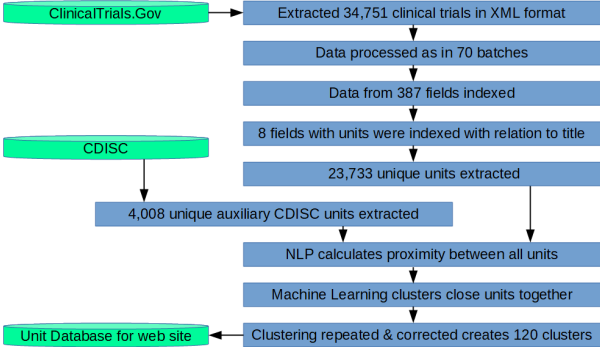 ClinicalTrials.Gov
Extracted 34,751 clinical trials in XML format
Data processed as in 70 batches
Data from 387 fields indexed
8 fields with units were indexed with relation to title
CDISC
23,733 unique units extracted
4,008 unique auxiliary CDISC units extracted
NLP calculates proximity between all units
Machine Learning clusters close units together
Unit Database for web site
Clustering repeated & corrected creates 120 clusters